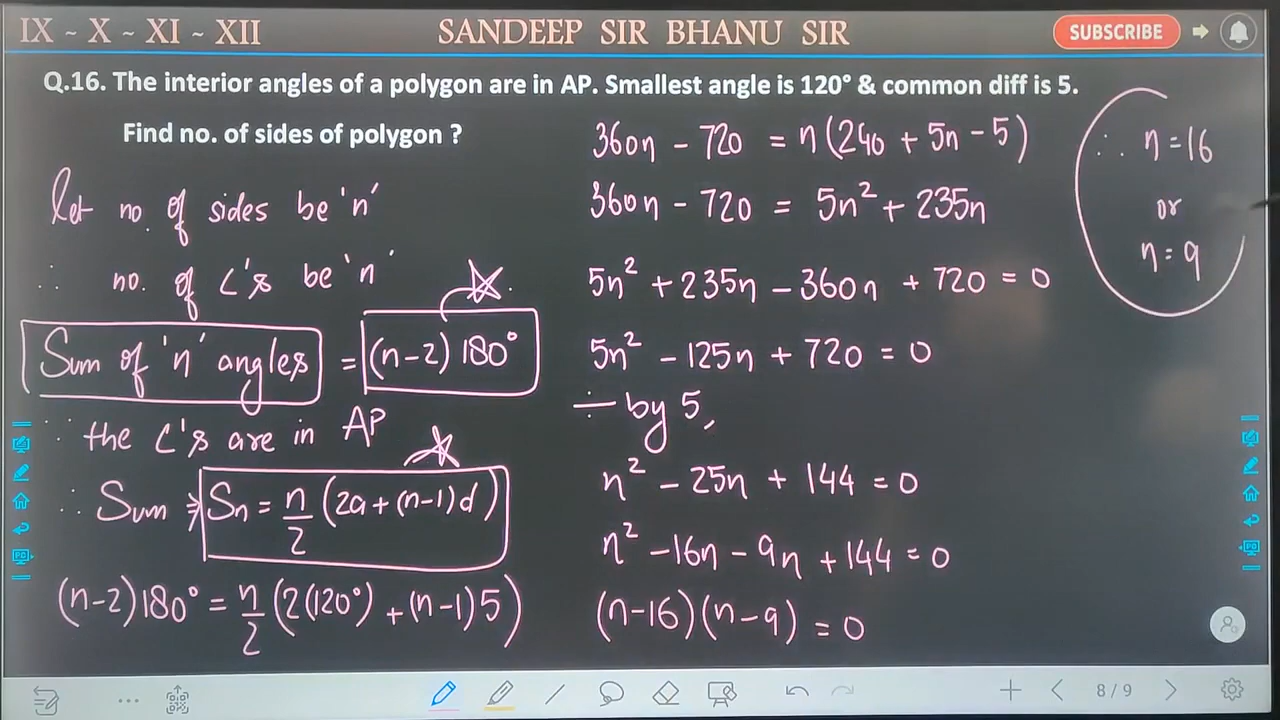 IX ~ X ~ XI ~ XII
SANDEEP SIR BHANU SIR
SUBSCRIBE
Q.16. The interior angles of a polygon are in AP. Smallest angle is 120° & common diff is 5.
Find no. of sides of polygon ?
let no. of sides be 'n'
∴ no. of ∠'s be 'n'
Sum of 'n' angles = (n-2) 180°
∵ the ∠'s are in AP
∴ Sum ⇒ Sn = n/2 (2a + (n-1) d)
(n-2) 180° = n/2 (2(120°) + (n-1) 5)
360n - 720 = n(240 + 5n - 5)
360n - 720 = 5n² + 235n
5n² + 235n - 360n + 720 = 0
5n² - 125n + 720 = 0
÷ by 5,
n² - 25n + 144 = 0
n² - 16n - 9n + 144 = 0
(n-16) (n-9) = 0
∴ n = 16
or
n = 9
8 / 9